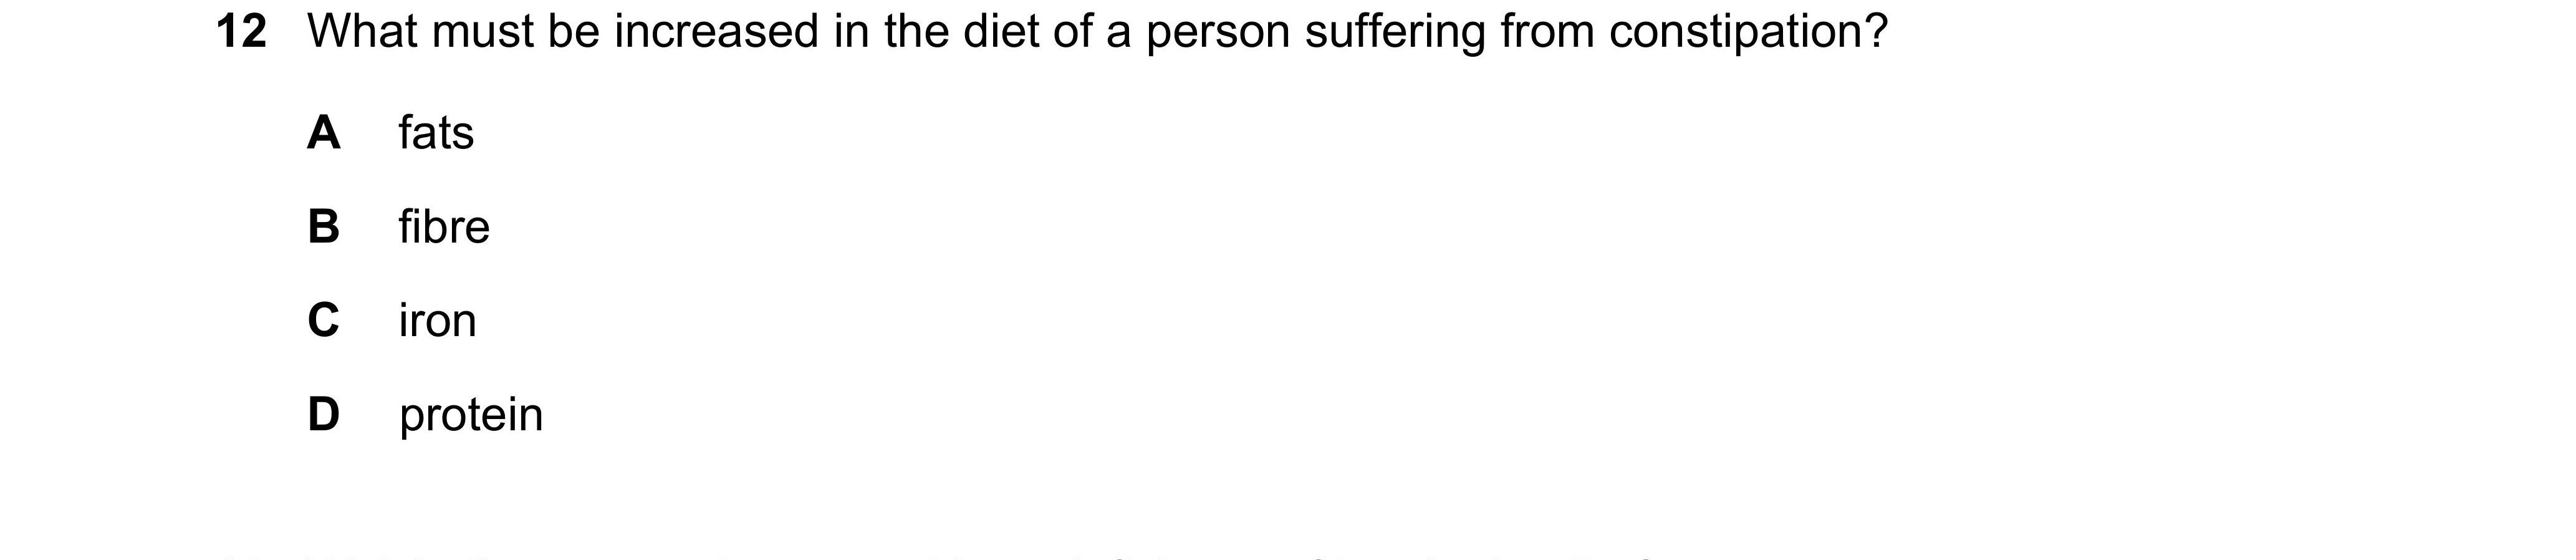 12 What must be increased in the diet of a person suffering from constipation?
A fats
B fibre
C iron
D protein